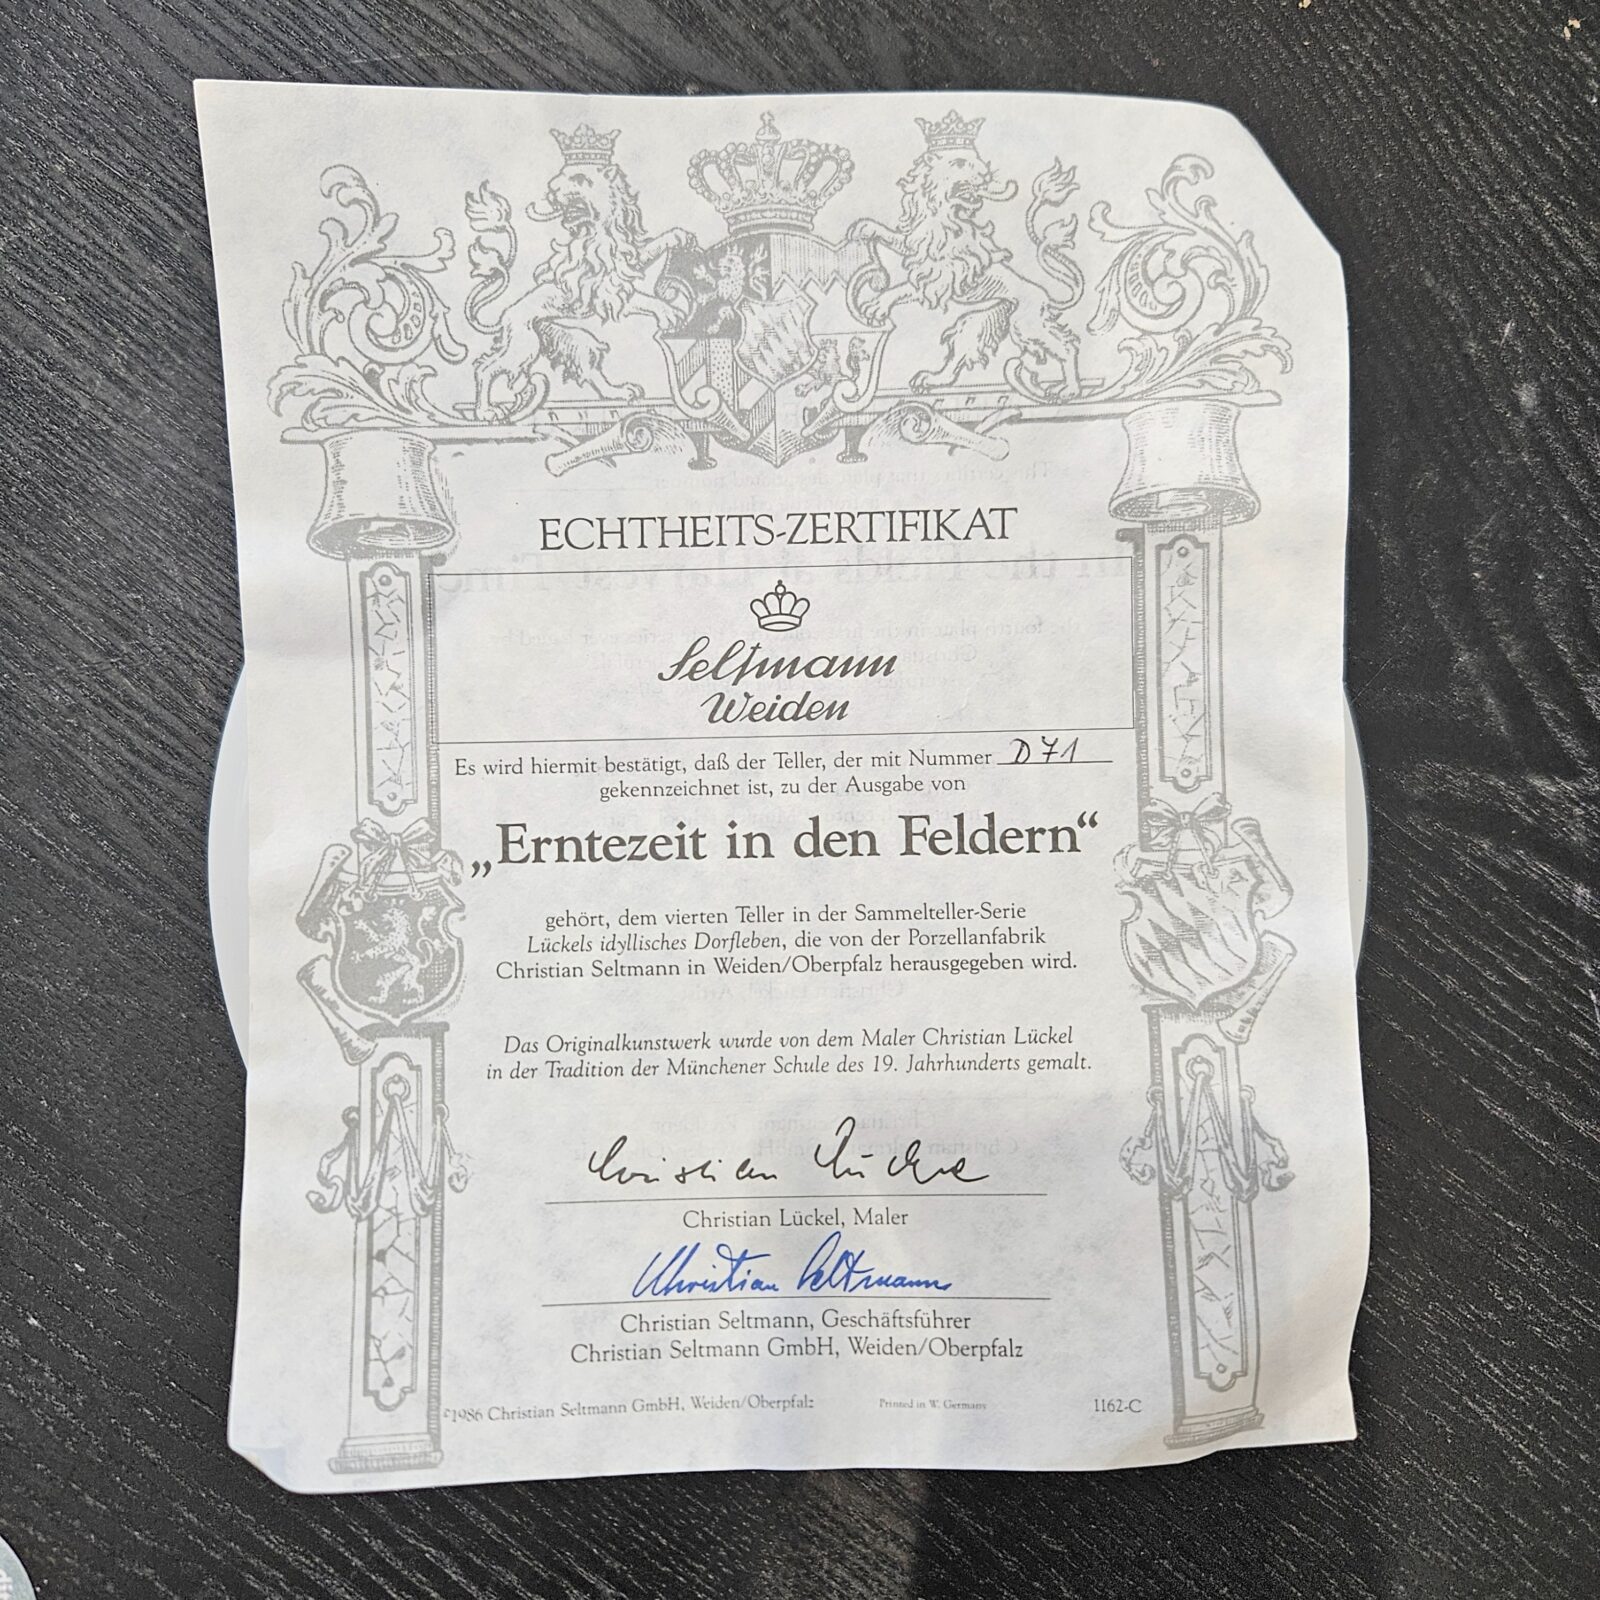 ECHTHEITS-ZERTIFIKAT
Seltmann
Weiden
Es wird hiermit bestätigt, daß der Teller, der mit Nummer D 71
gekennzeichnet ist, zu der Ausgabe von
„Erntezeit in den Feldern“
gehört, dem vierten Teller in der Sammelteller-Serie
Lückels idyllisches Dorfleben, die von der Porzellanfabrik
Christian Seltmann in Weiden/Oberpfalz herausgegeben wird.
Das Originalkunstwerk wurde von dem Maler Christian Lückel
in der Tradition der Münchener Schule des 19. Jahrhunderts gemalt.
Christian Lückel
Christian Lückel, Maler
Christian Seltmann
Christian Seltmann, Geschäftsführer
Christian Seltmann GmbH, Weiden/Oberpfalz
©1986 Christian Seltmann GmbH, Weiden/Oberpfalz Printed in W. Germany 1162-C